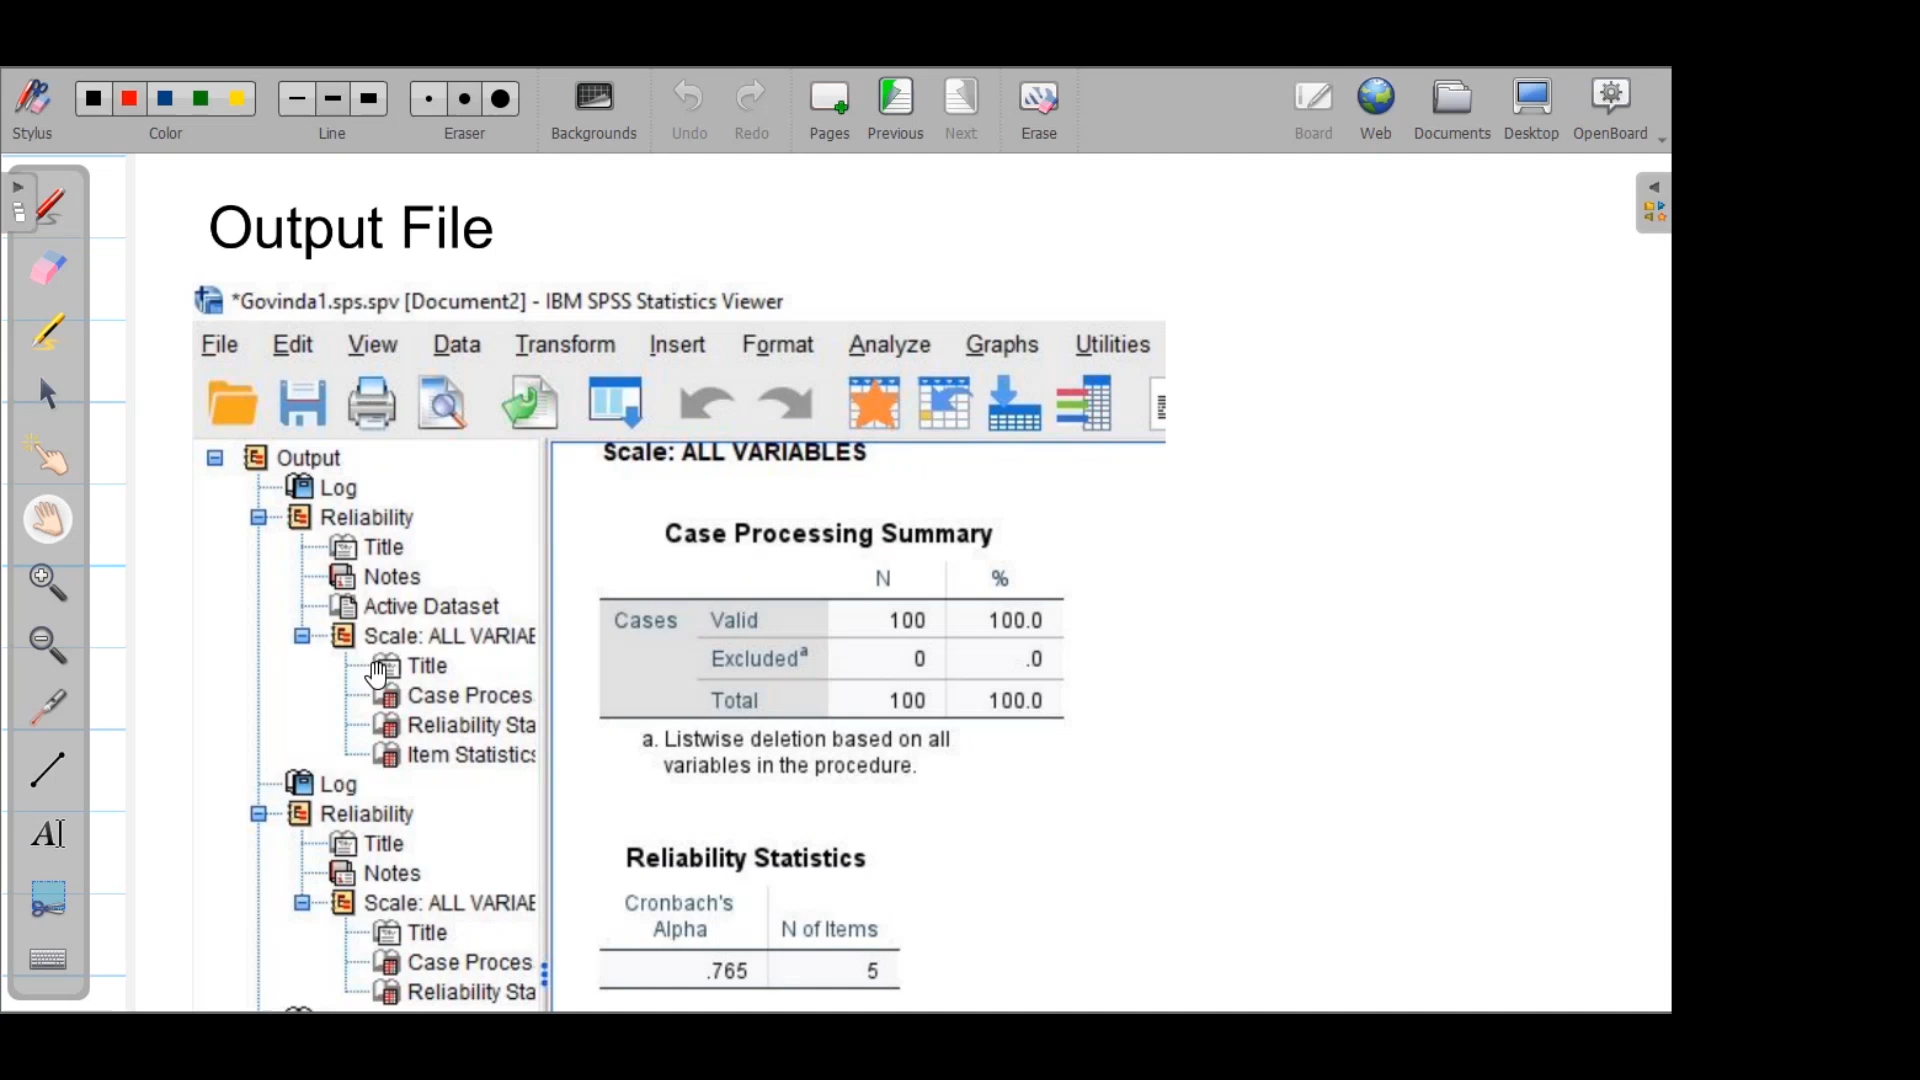 Stylus Color Line Eraser Backgrounds Undo Redo Pages Previous Next Erase Board Web Documents Desktop OpenBoard
Output File
*Govinda1.sps.spv [Document2] - IBM SPSS Statistics Viewer
File Edit View Data Transform Insert Format Analyze Graphs Utilities
Output
Log
Reliability
Title
Notes
Active Dataset
Scale: ALL VARIAE
Title
Case Proces
Reliability Sta
Item Statistics
Log
Reliability
Title
Notes
Scale: ALL VARIAE
Title
Case Proces
Reliability Sta
Scale: ALL VARIABLES
Case Processing Summary
N %
Cases Valid 100 100.0
Excludedᵃ 0 .0
Total 100 100.0
a. Listwise deletion based on all
variables in the procedure.
Reliability Statistics
Cronbach's
Alpha N of Items
.765 5